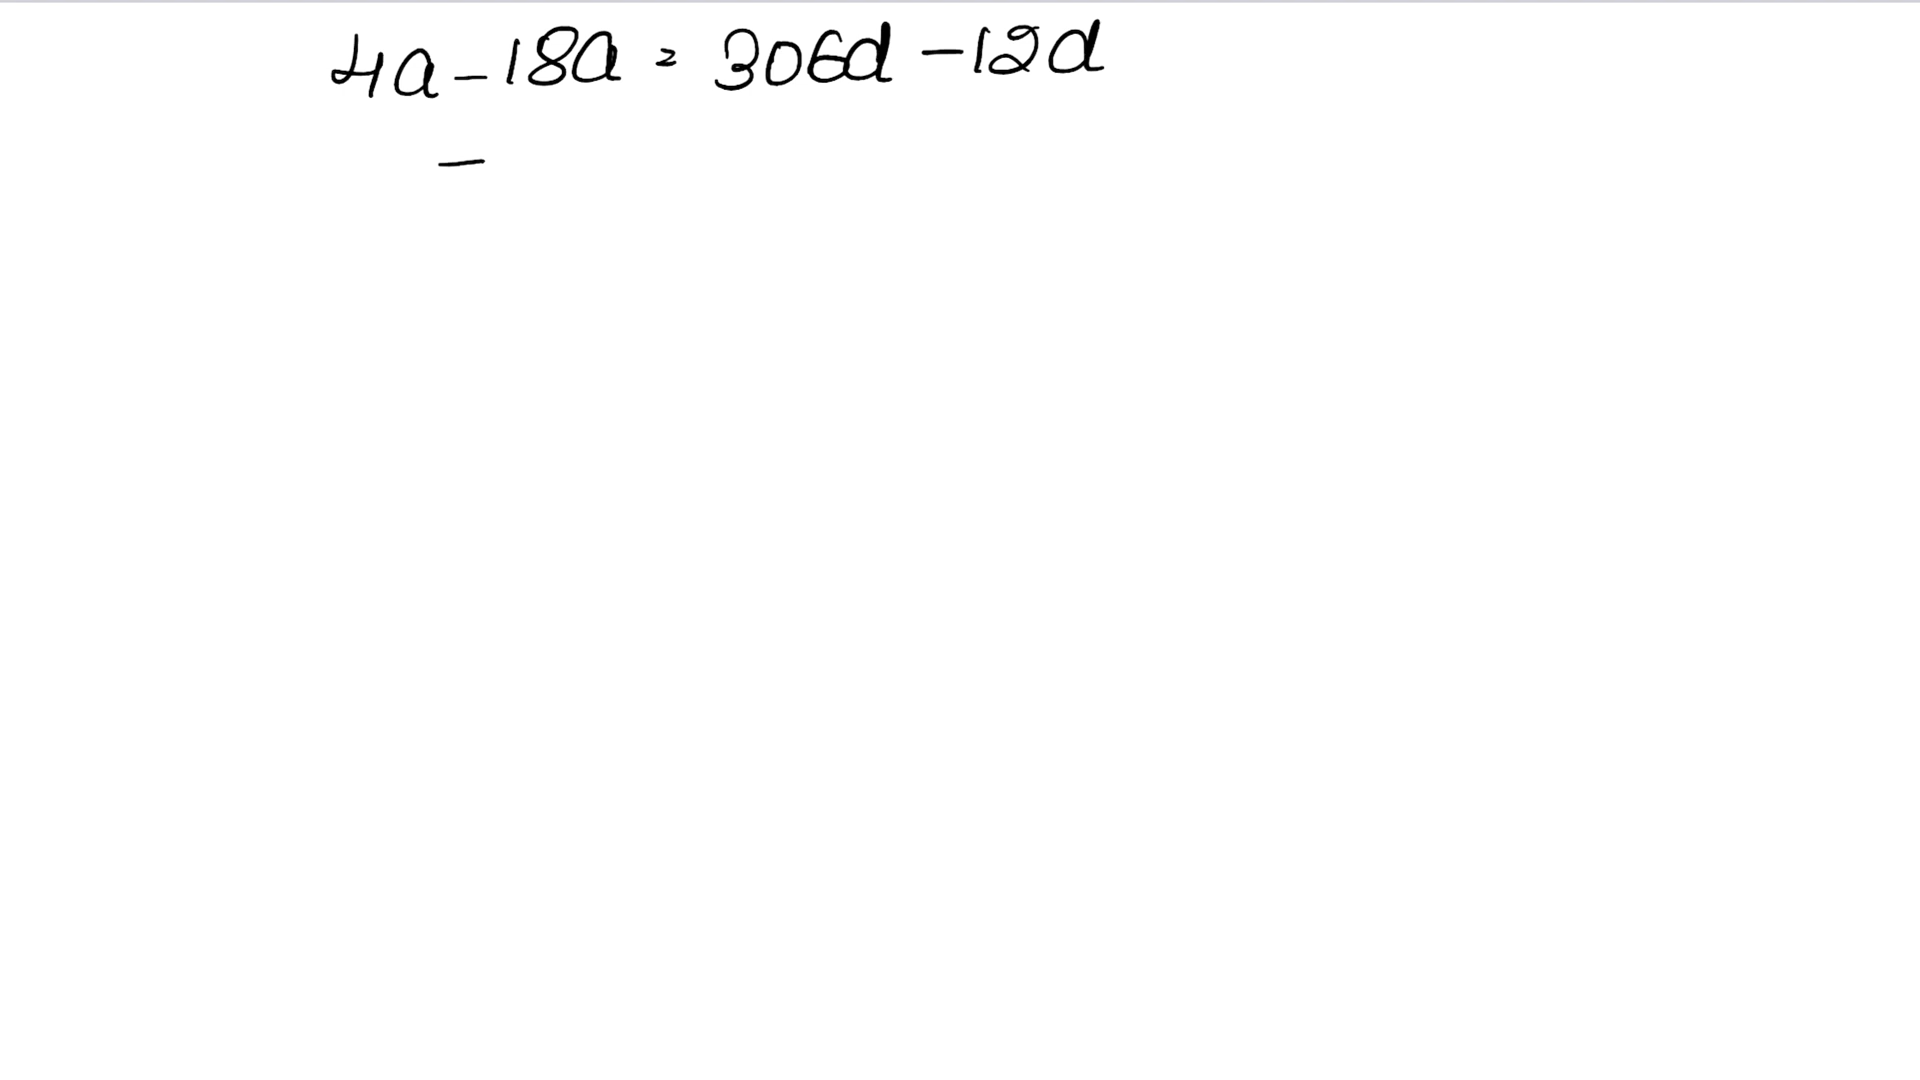 4a - 18a = 306d - 12d
-